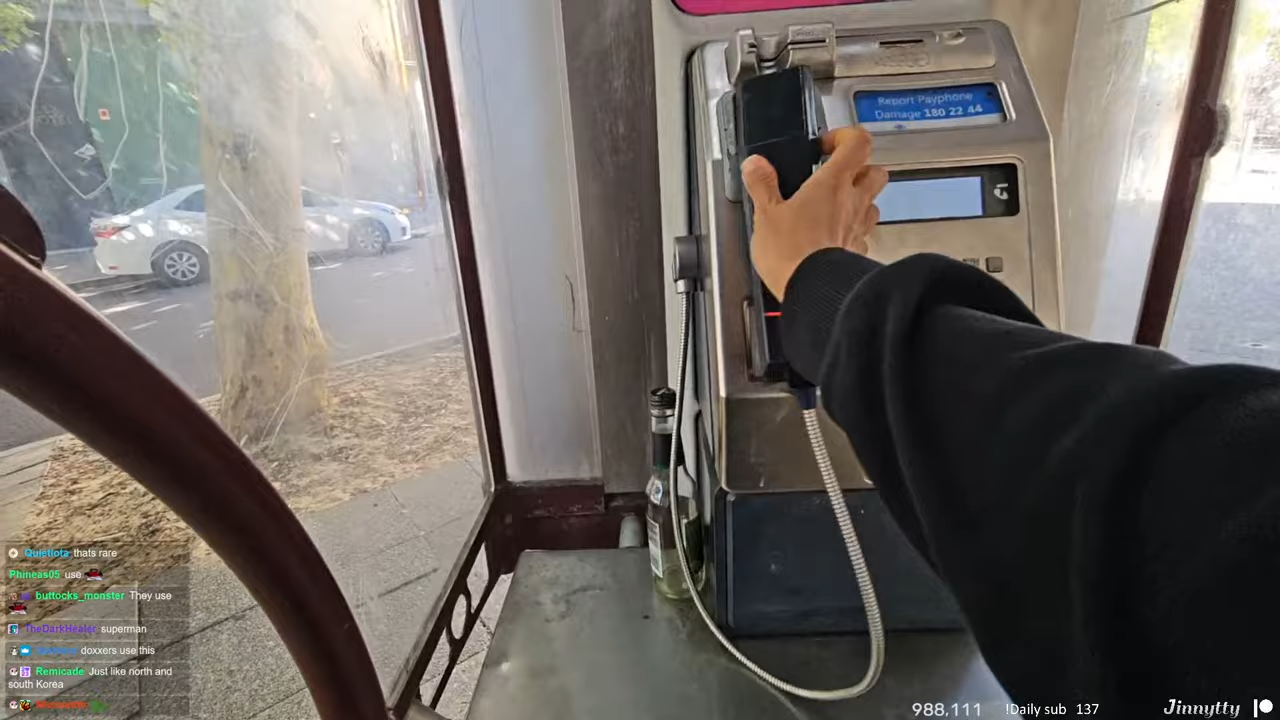 Report Payphone
Damage 180 22 44
Quietlota thats rare
Phineas05 use
buttocks_monster They use
TheDarkHealer superman
doxxers use this
Remicade Just like north and
south Korea
988,111 !Daily sub 137 Jinnytty